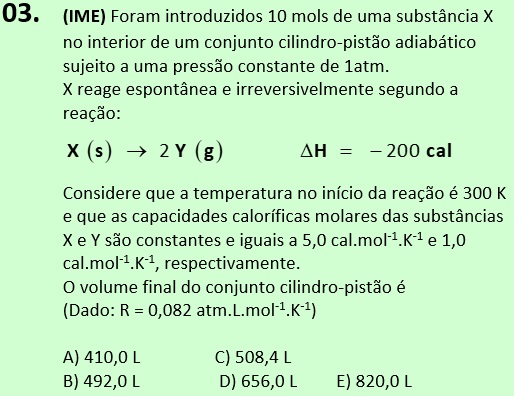 03. (IME) Foram introduzidos 10 mols de uma substância X
no interior de um conjunto cilindro-pistão adiabático
sujeito a uma pressão constante de 1atm.
X reage espontânea e irreversivelmente segundo a
reação:
X (s) → 2 Y (g) ΔH = – 200 cal
Considere que a temperatura no início da reação é 300 K
e que as capacidades caloríficas molares das substâncias
X e Y são constantes e iguais a 5,0 cal.mol⁻¹.K⁻¹ e 1,0
cal.mol⁻¹.K⁻¹, respectivamente.
O volume final do conjunto cilindro-pistão é
(Dado: R = 0,082 atm.L.mol⁻¹.K⁻¹)
A) 410,0 L C) 508,4 L
B) 492,0 L D) 656,0 L E) 820,0 L